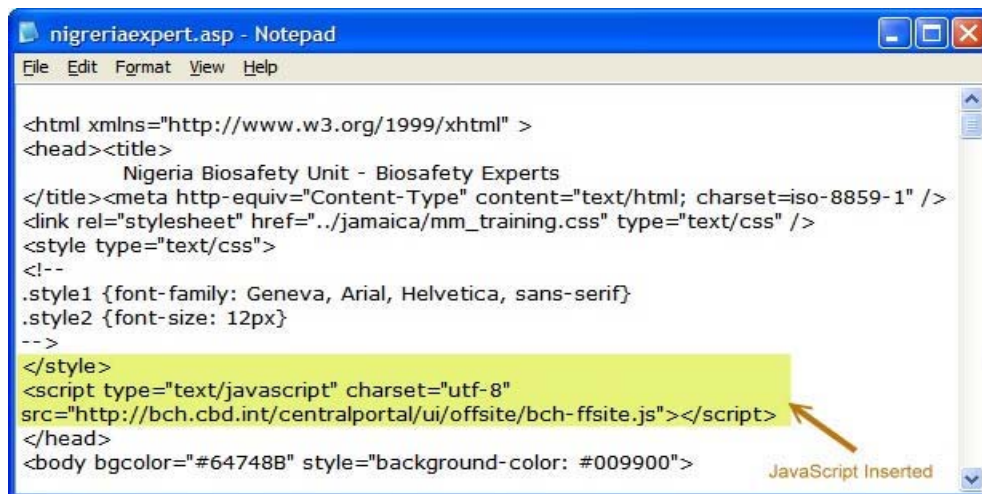 nigreriaexpert.asp - Notepad
File Edit Format View Help
<html xmlns="http://www.w3.org/1999/xhtml" >
<head><title>
Nigeria Biosafety Unit - Biosafety Experts
</title><meta http-equiv="Content-Type" content="text/html; charset=iso-8859-1" />
<link rel="stylesheet" href="../jamaica/mm_training.css" type="text/css" />
<style type="text/css">
<!--
.style1 {font-family: Geneva, Arial, Helvetica, sans-serif}
.style2 {font-size: 12px}
-->
</style>
<script type="text/javascript" charset="utf-8"
src="http://bch.cbd.int/centralportal/ui/offsite/bch-ffsite.js"></script>
</head>
<body bgcolor="#64748B" style="background-color: #009900">
JavaScript Inserted